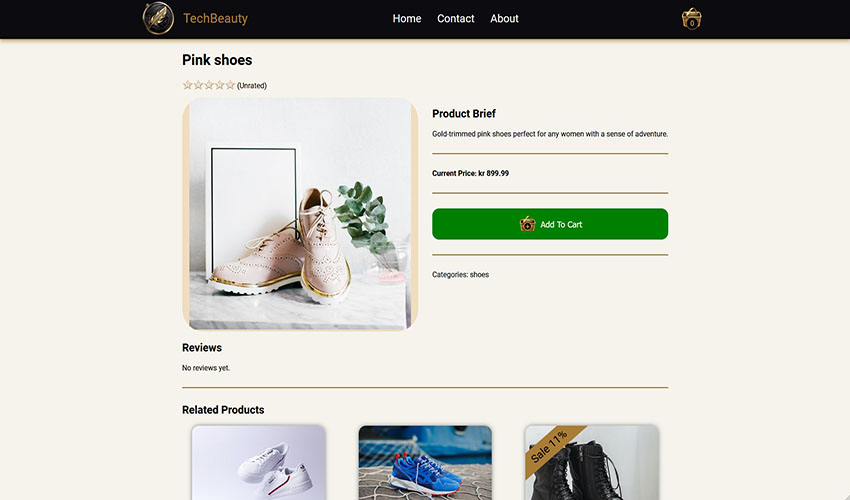 TechBeauty
Home Contact About
0
Pink shoes
(Unrated)
Product Brief
Gold-trimmed pink shoes perfect for any women with a sense of adventure.
Current Price: kr 899.99
Add To Cart
Categories: shoes
Reviews
No reviews yet.
Related Products
Sale 11%